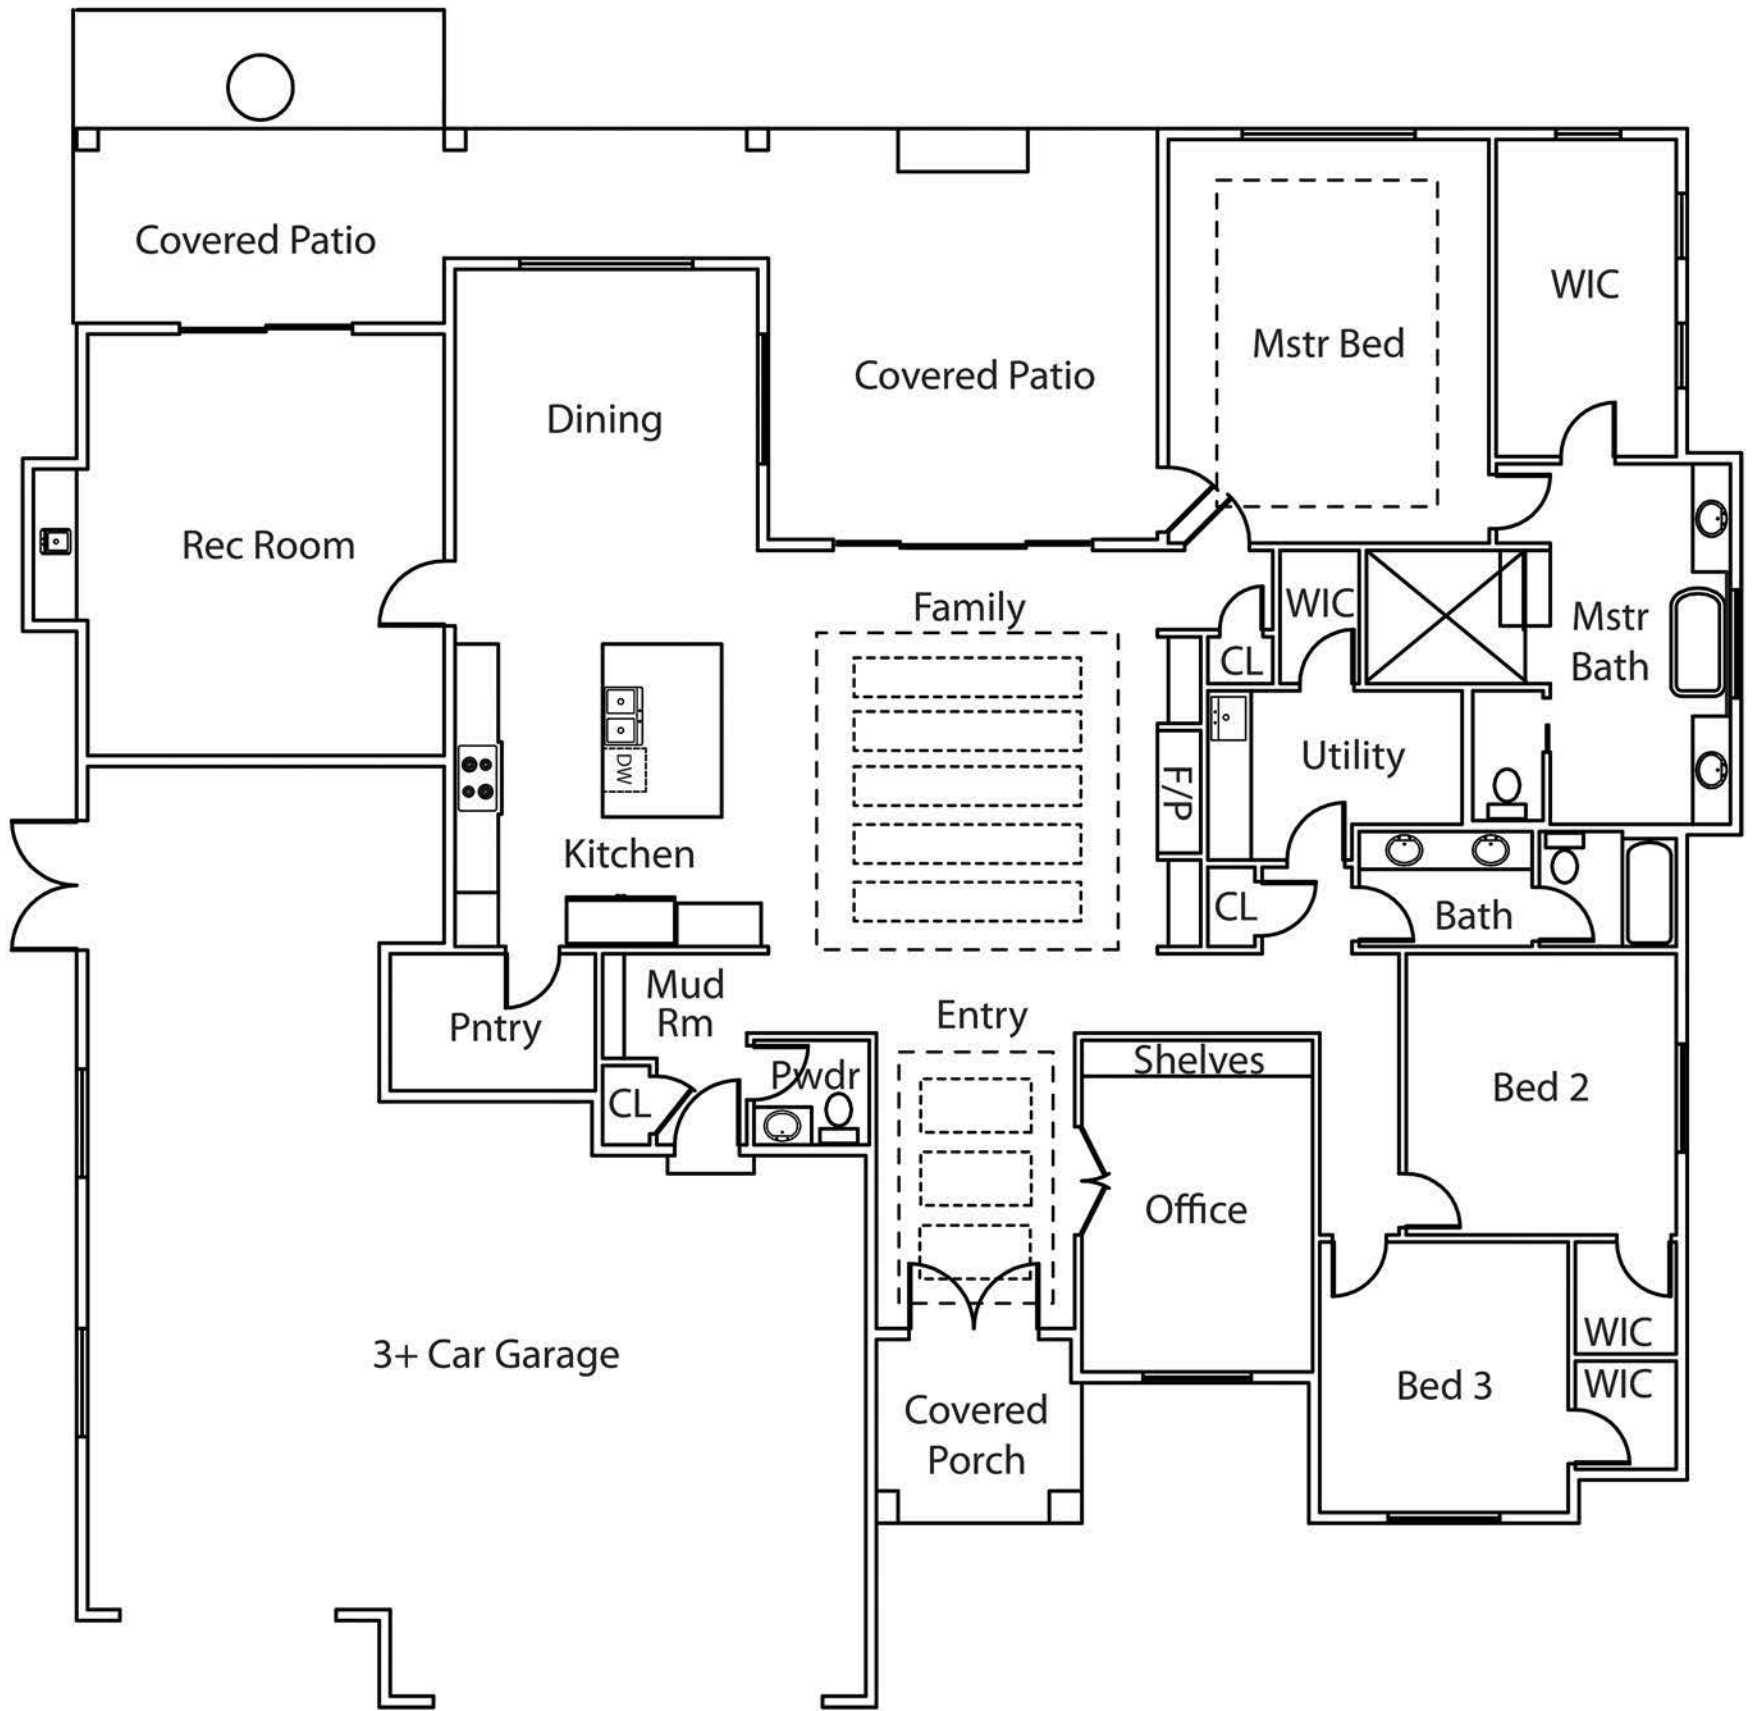 Covered Patio
WIC
Mstr Bed
Covered Patio
Dining
Rec Room
Family
WIC
Mstr
Bath
CL
Utility
DW
F/P
Kitchen
CL
Bath
Mud
Rm
Entry
Pntry
Shelves
Pwdr
Bed 2
CL
Office
WIC
3+ Car Garage
WIC
Bed 3
Covered
Porch